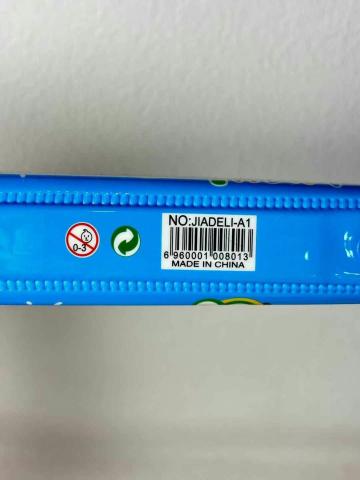 NO:JIADELI-A1
6 960001 008013
MADE IN CHINA
0-3